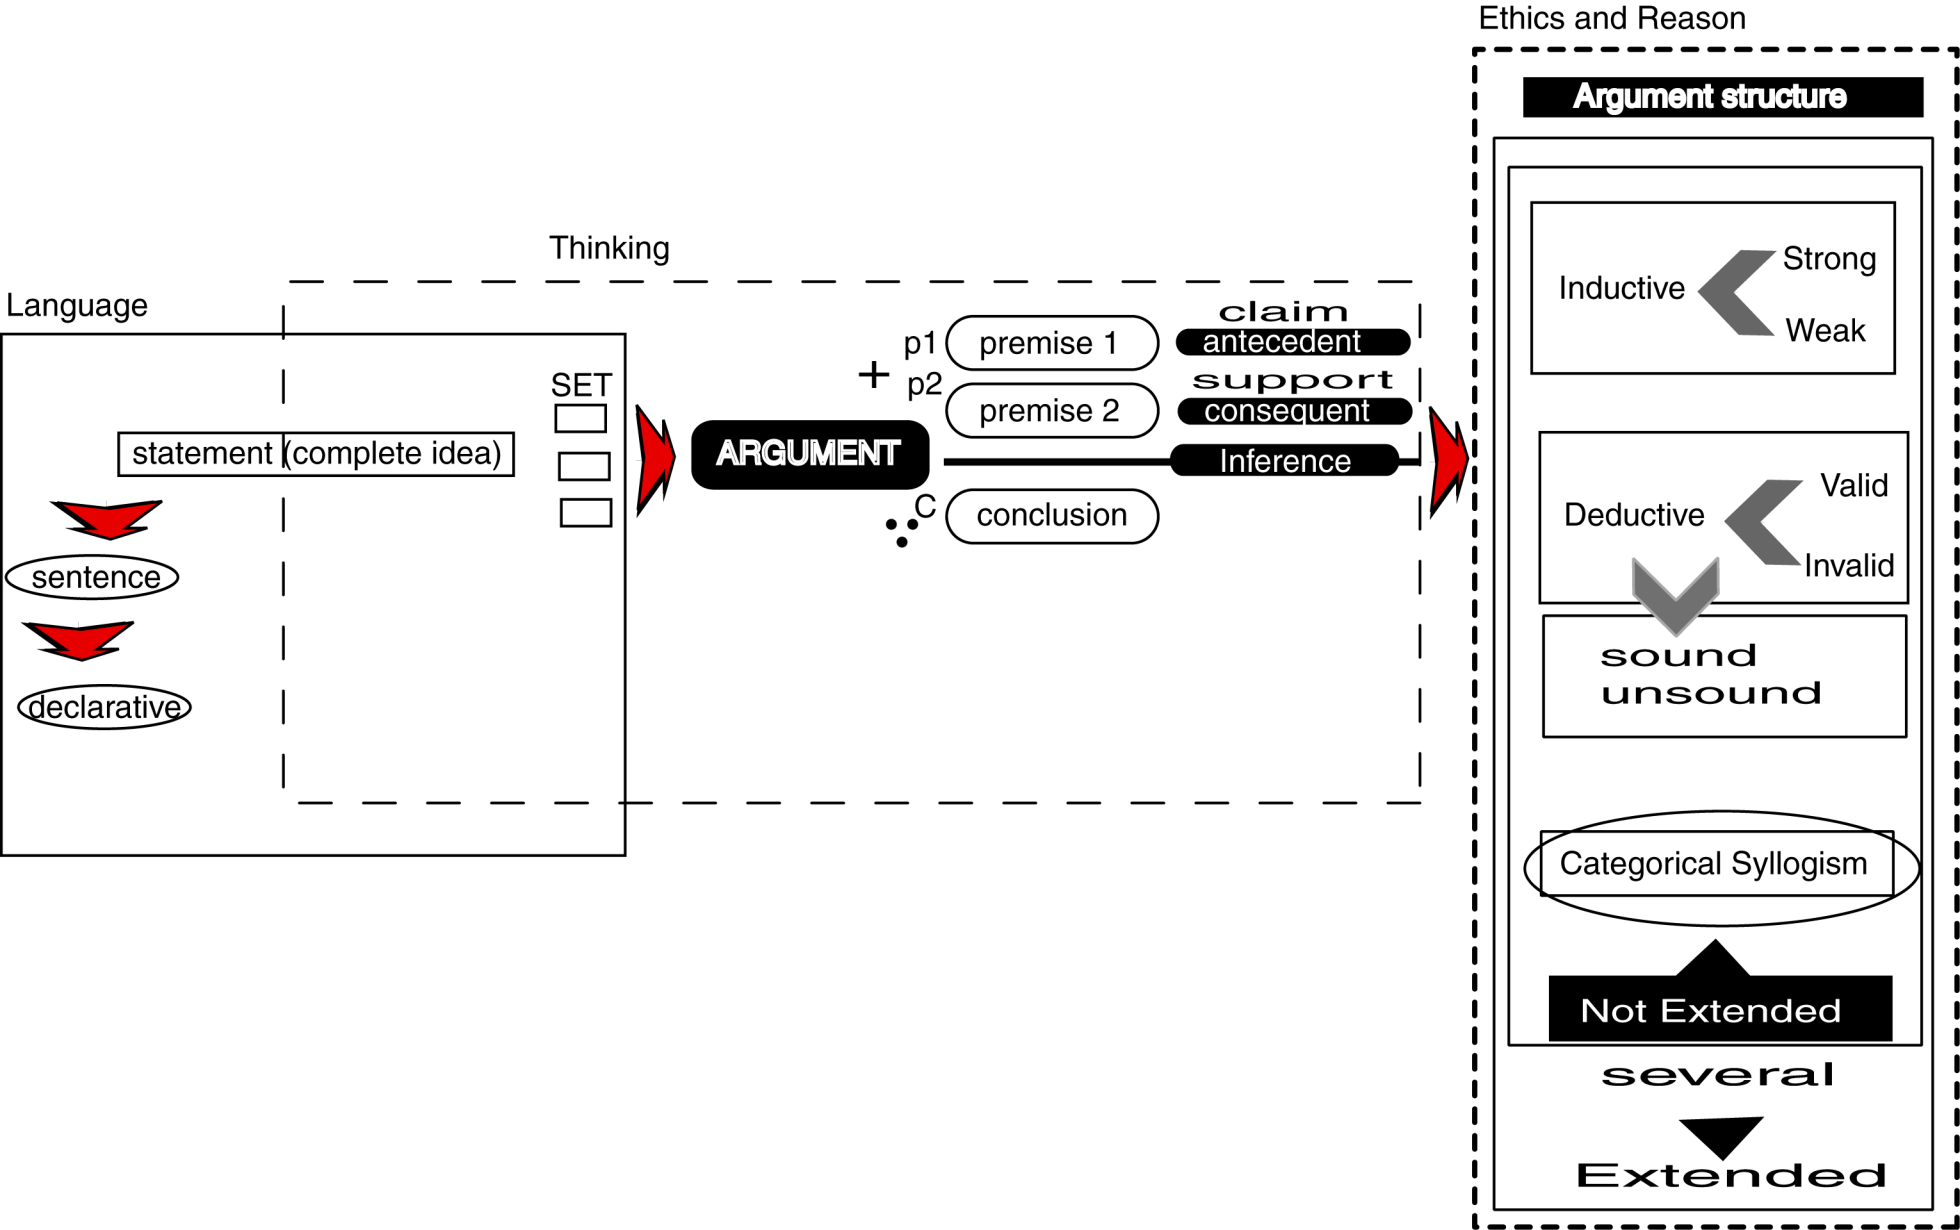 Ethics and Reason
Argument structure
Inductive
Strong
Weak
Deductive
Valid
Invalid
sound
unsound
Categorical Syllogism
Not Extended
several
Extended
Thinking
Language
SET
statement (complete idea)
sentence
declarative
ARGUMENT
p1
premise 1
claim
antecedent
+
p2
premise 2
support
consequent
Inference
C
conclusion